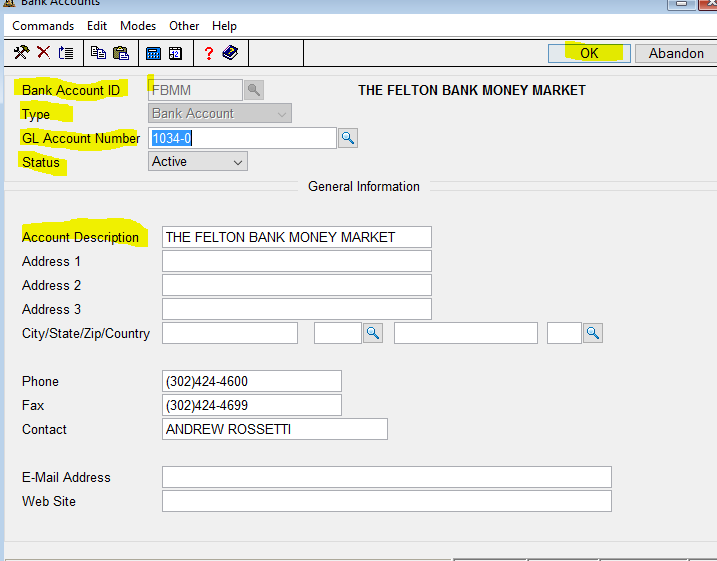 Bank Accounts
Commands Edit Modes Other Help
OK Abandon
Bank Account ID FBMM THE FELTON BANK MONEY MARKET
Type Bank Account
GL Account Number 1034-0
Status Active
General Information
Account Description THE FELTON BANK MONEY MARKET
Address 1
Address 2
Address 3
City/State/Zip/Country
Phone (302)424-4600
Fax (302)424-4699
Contact ANDREW ROSSETTI
E-Mail Address
Web Site